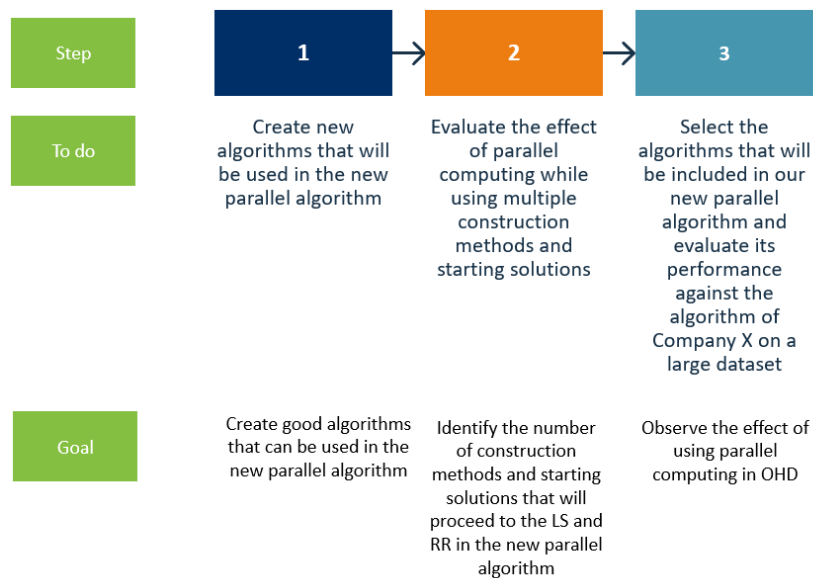 Step
1
2
3
To do
Create new
algorithms that will
be used in the new
parallel algorithm
Evaluate the effect
of parallel
computing while
using multiple
construction
methods and
starting solutions
Select the
algorithms that will
be included in our
new parallel
algorithm and
evaluate its
performance
against the
algorithm of
Company X on a
large dataset
Goal
Create good algorithms
that can be used in the
new parallel algorithm
Identify the number
of construction
methods and starting
solutions that will
proceed to the LS and
RR in the new parallel
algorithm
Observe the effect of
using parallel
computing in OHD